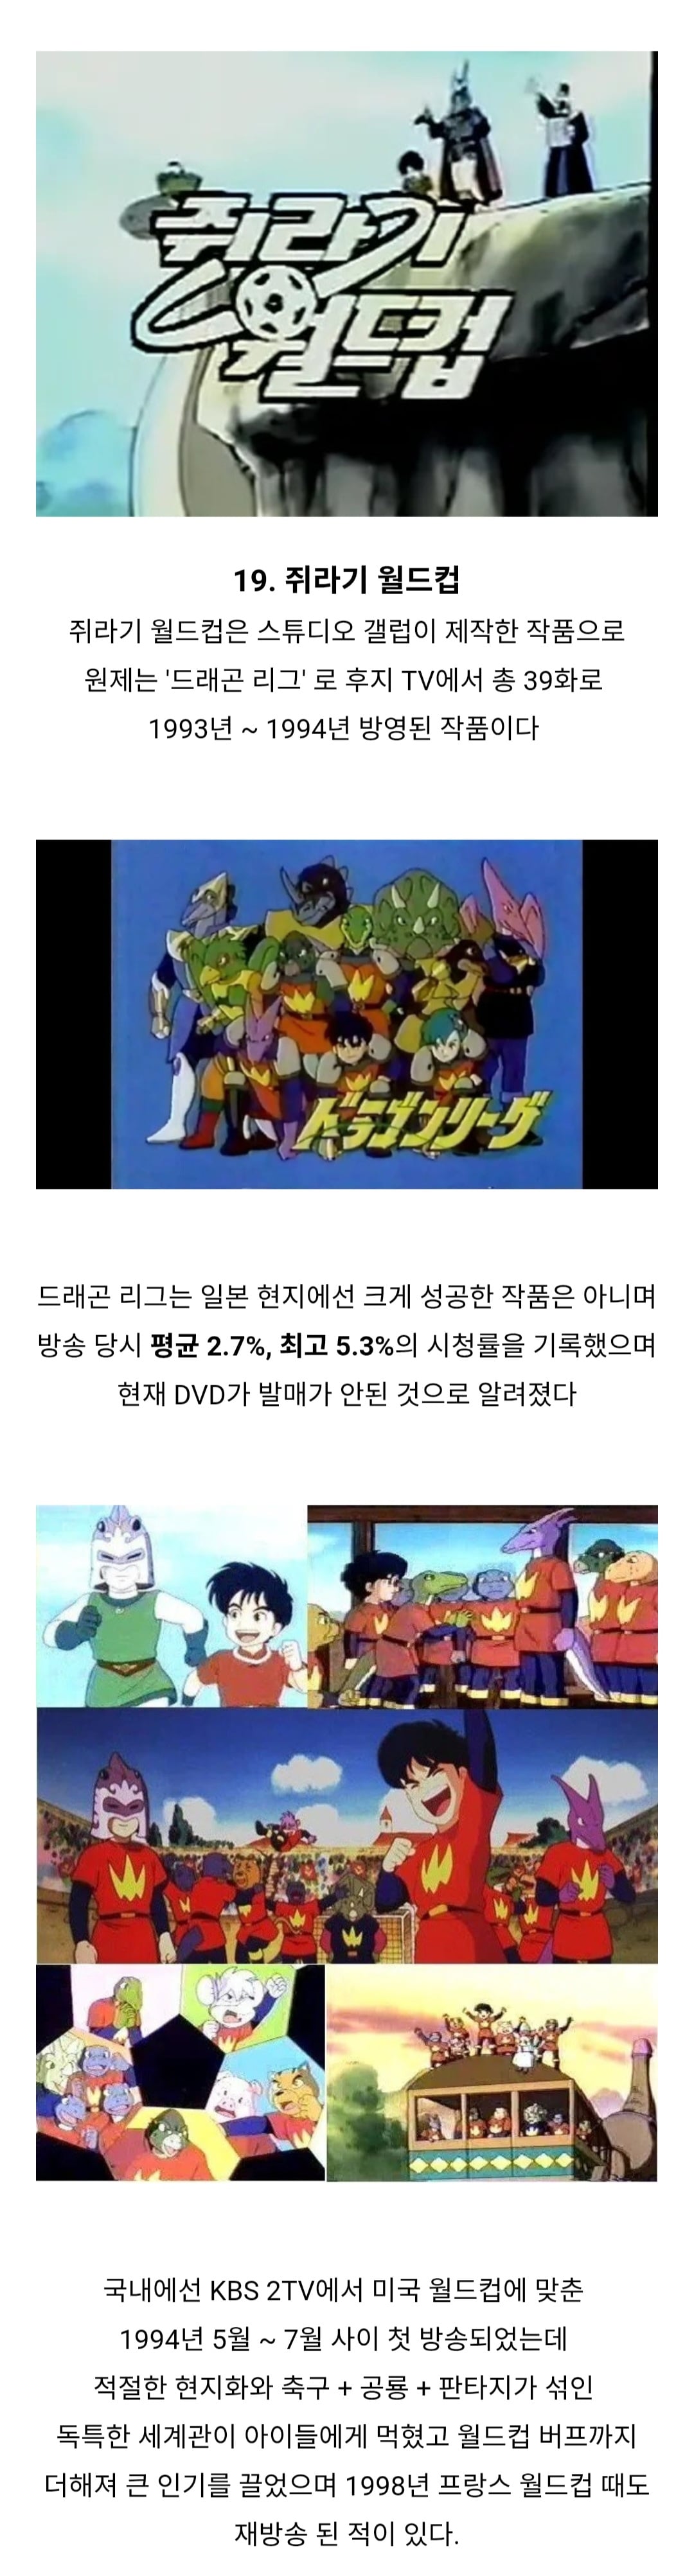 쥐라기
월드컵
19. 쥐라기 월드컵
쥐라기 월드컵은 스튜디오 갤럽이 제작한 작품으로
원제는 '드래곤 리그' 로 후지 TV에서 총 39화로
1993년 ~ 1994년 방영된 작품이다
ドラゴンリーグ
드래곤 리그는 일본 현지에선 크게 성공한 작품은 아니며
방송 당시 평균 2.7%, 최고 5.3%의 시청률을 기록했으며
현재 DVD가 발매가 안된 것으로 알려졌다
국내에선 KBS 2TV에서 미국 월드컵에 맞춘
1994년 5월 ~ 7월 사이 첫 방송되었는데
적절한 현지화와 축구 + 공룡 + 판타지가 섞인
독특한 세계관이 아이들에게 먹혔고 월드컵 버프까지
더해져 큰 인기를 끌었으며 1998년 프랑스 월드컵 때도
재방송 된 적이 있다.